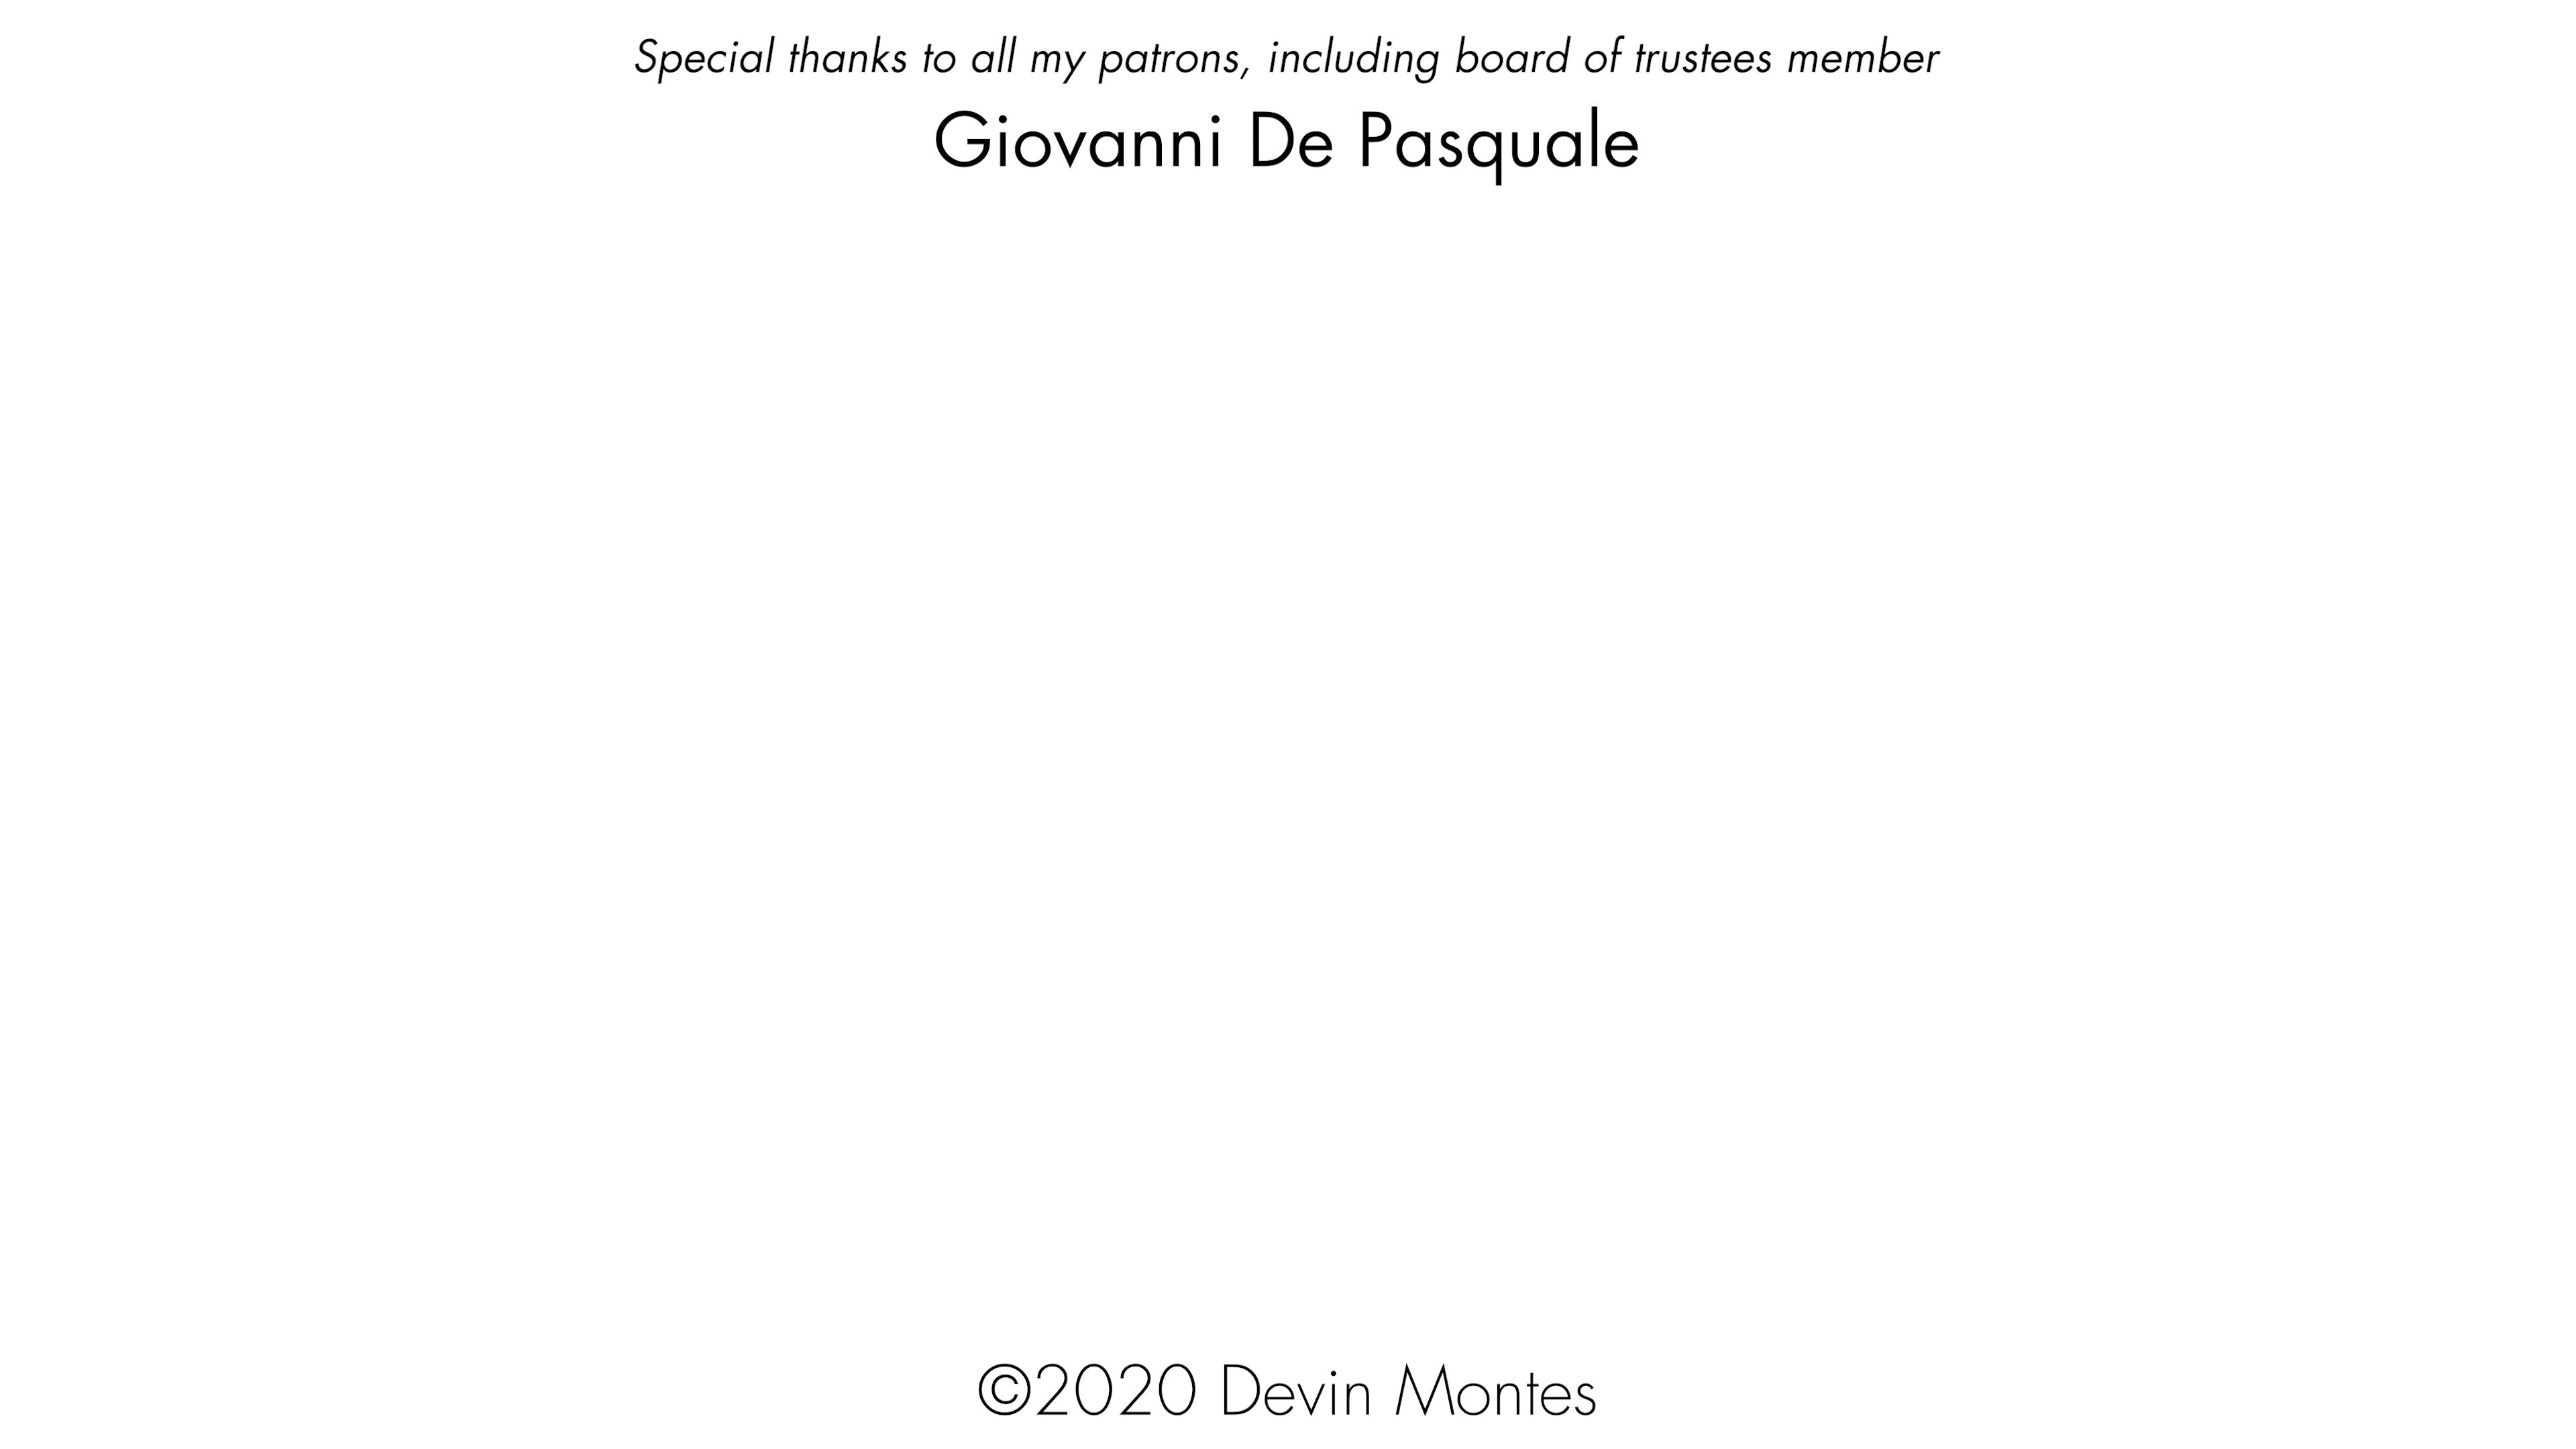 Special thanks to all my patrons, including board of trustees member
Giovanni De Pasquale
©2020 Devin Montes